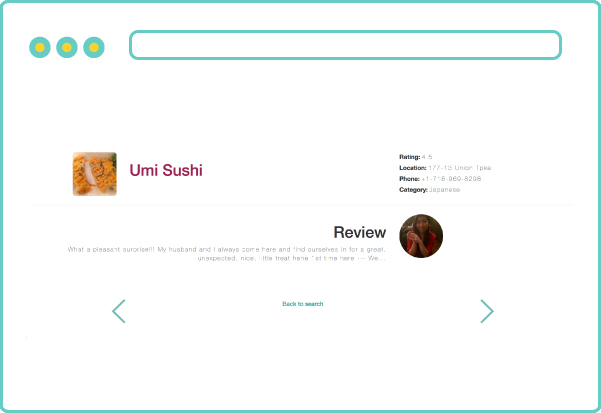 Umi Sushi
Rating: 4.5
Location: 177-13 Union Tpke
Phone: +1-718-969-8298
Category: Japanese
Review
What a pleasant surprise!!! My husband and I always come here and find ourselves in for a great,
unexpected, nice, little treat here 1st time here --- We...
Back to search